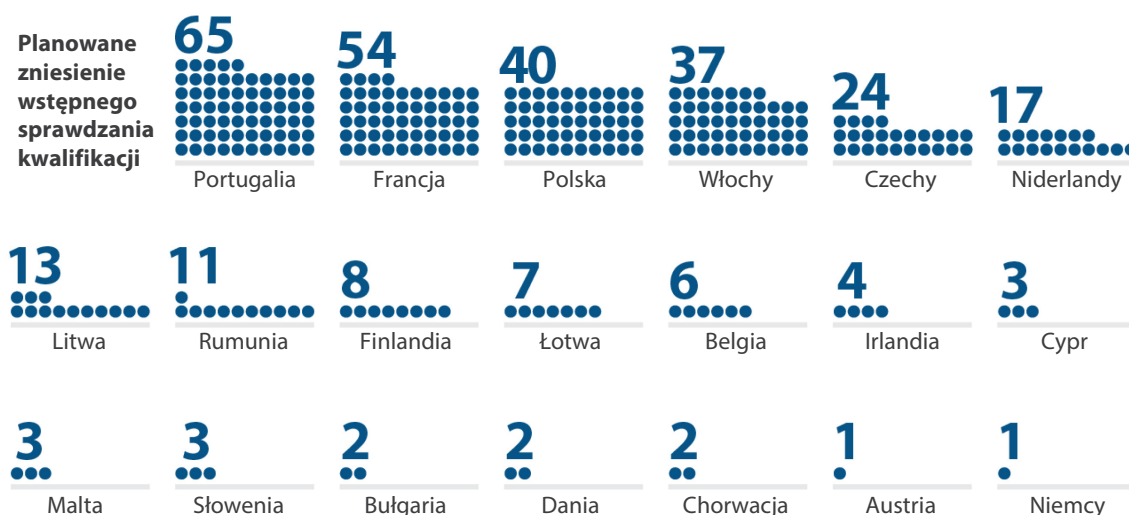 Planowane
zniesienie
wstępnego
sprawdzania
kwalifikacji
65 54 40 37 24 17
Portugalia Francja Polska Włochy Czechy Niderlandy
13 11 8 7 6 4 3
Litwa Rumunia Finlandia Łotwa Belgia Irlandia Cypr
3 3 2 2 2 1 1
Malta Słowenia Bułgaria Dania Chorwacja Austria Niemcy